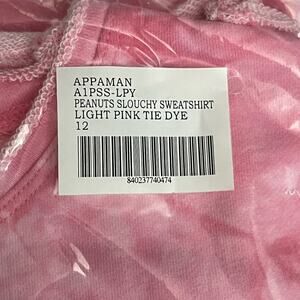 APPAMAN
A1PSS-LPY
PEANUTS SLOUCHY SWEATSHIRT
LIGHT PINK TIE DYE
12
840237740474